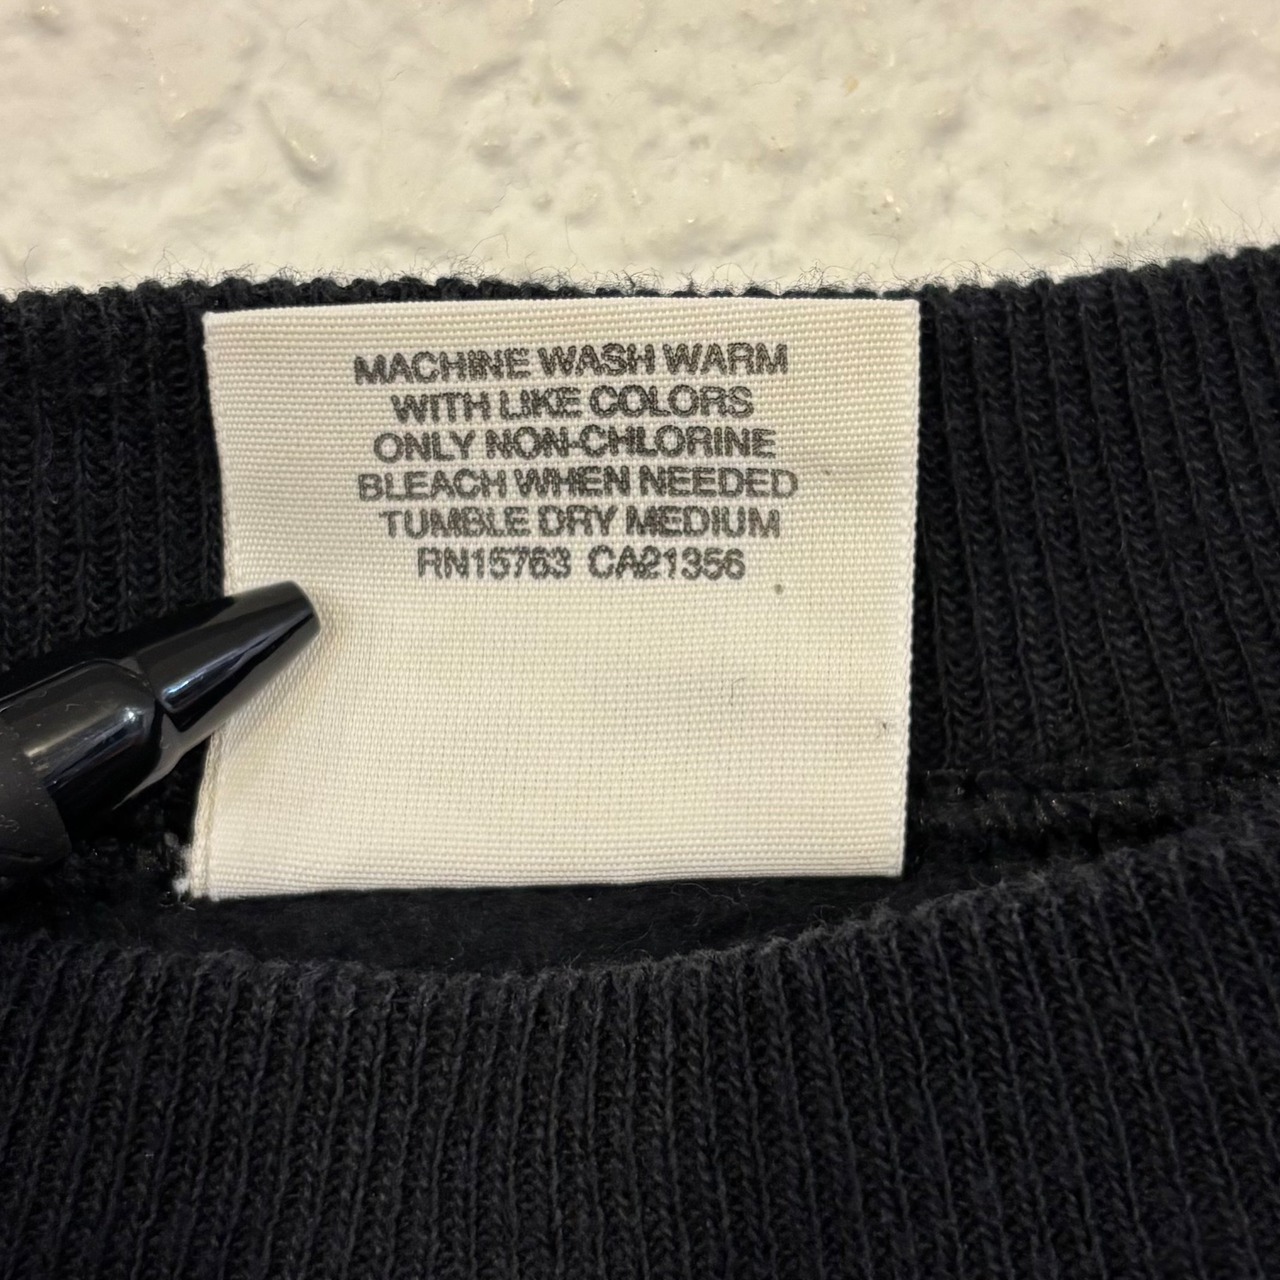 MACHINE WASH WARM
WITH LIKE COLORS
ONLY NON-CHLORINE
BLEACH WHEN NEEDED
TUMBLE DRY MEDIUM
RN15763 CA21356